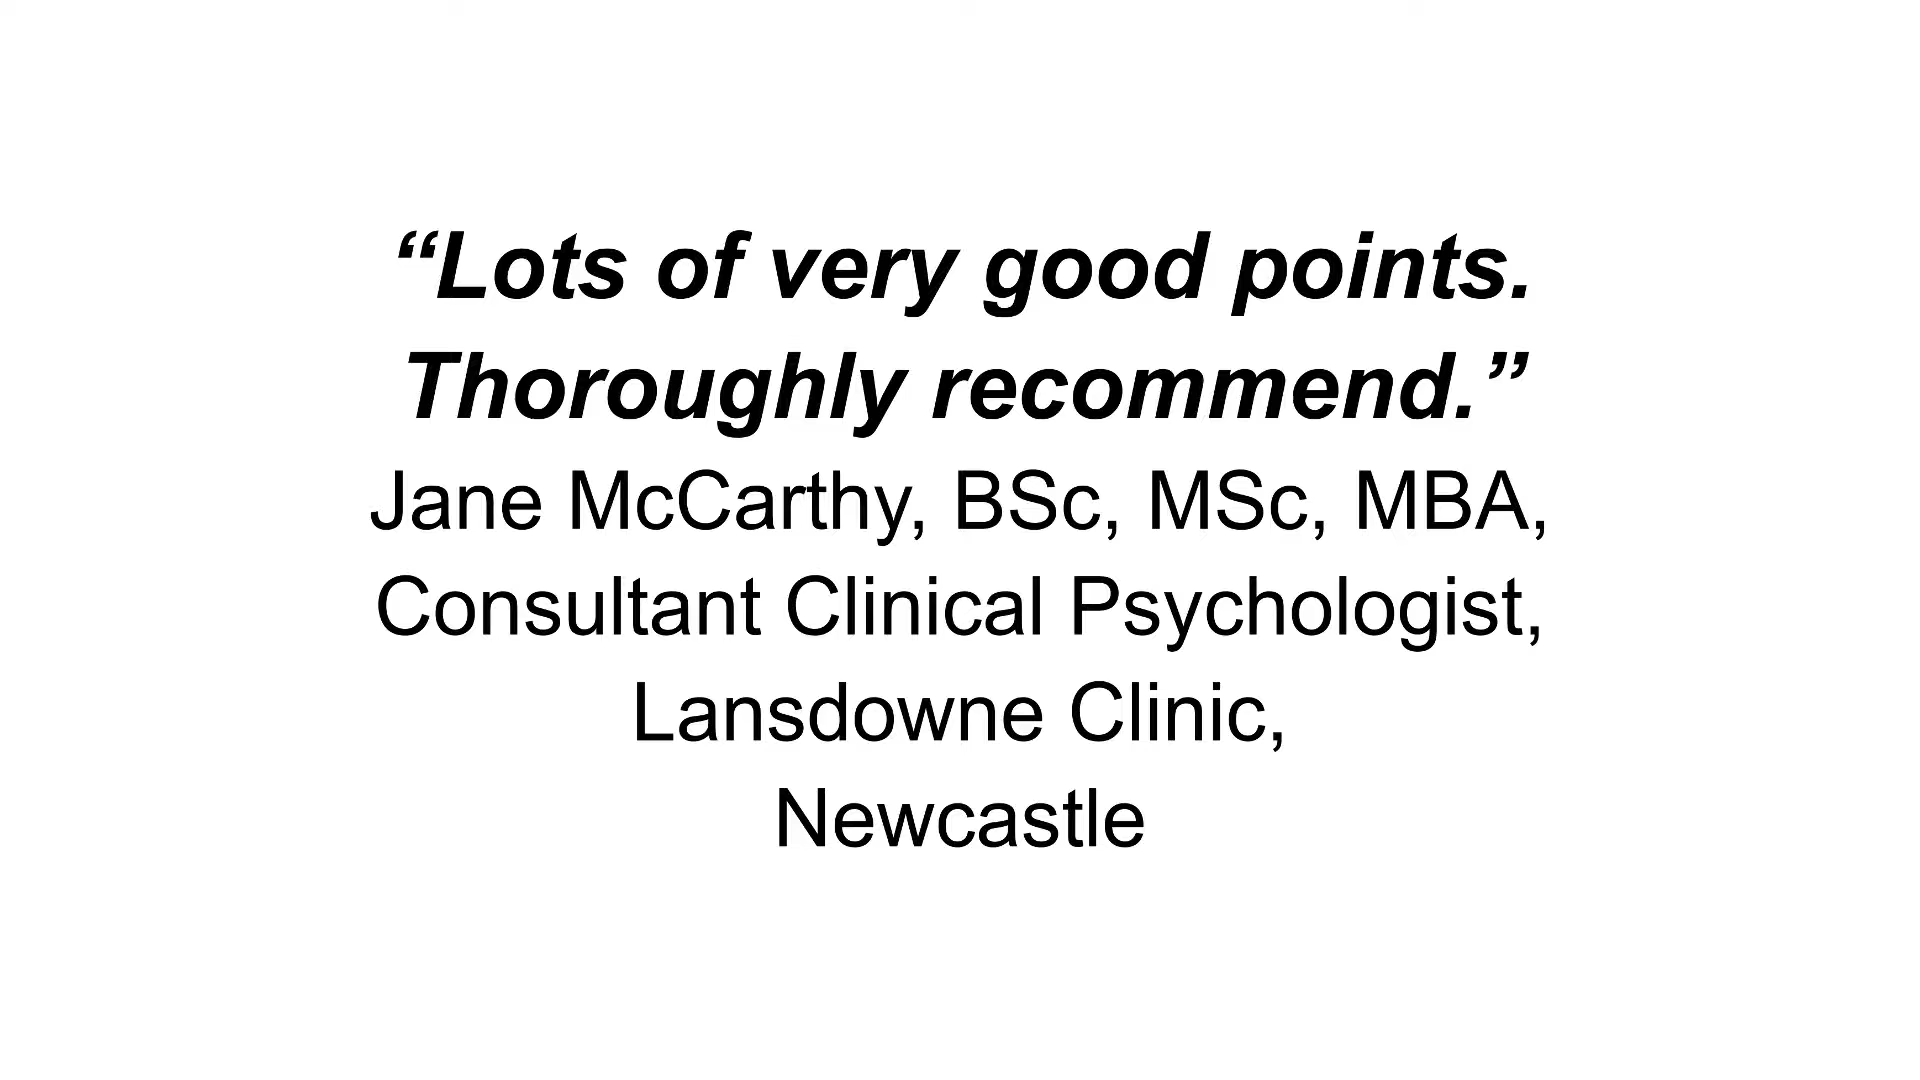 “Lots of very good points.
Thoroughly recommend.”
Jane McCarthy, BSc, MSc, MBA,
Consultant Clinical Psychologist,
Lansdowne Clinic,
Newcastle